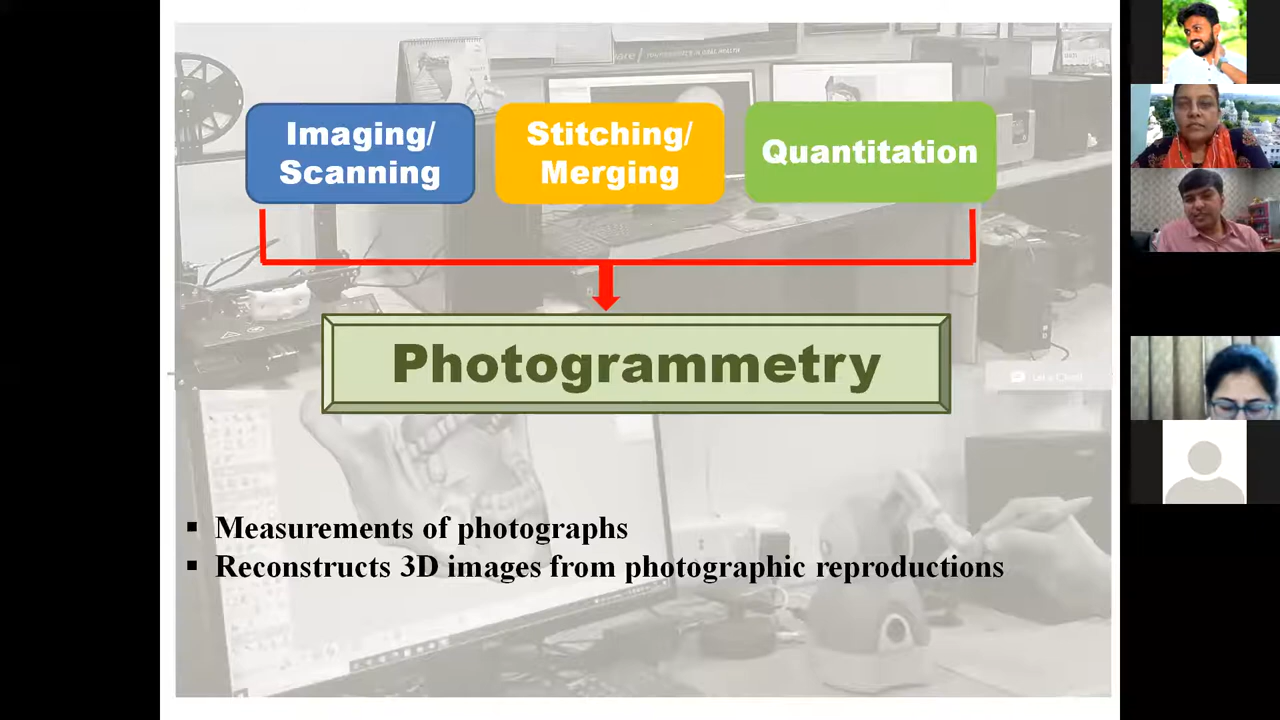 Imaging/
Scanning
Stitching/
Merging
Quantitation
Photogrammetry
▪ Measurements of photographs
▪ Reconstructs 3D images from photographic reproductions